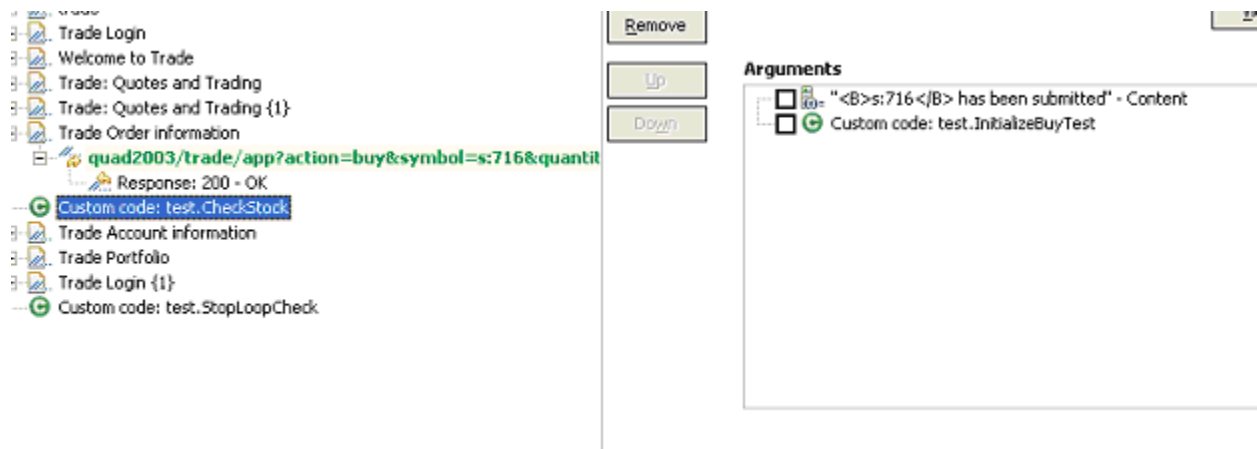 Trade Login
Welcome to Trade
Trade: Quotes and Trading
Trade: Quotes and Trading {1}
Trade Order information
quad2003/trade/app?action=buy&symbol=s:716&quantit
Response: 200 - OK
Custom code: test.CheckStock
Trade Account information
Trade Portfolio
Trade Login {1}
Custom code: test.StopLoopCheck
Remove
Up
Down
Arguments
"<B>s:716</B> has been submitted" - Content
Custom code: test.InitializeBuyTest